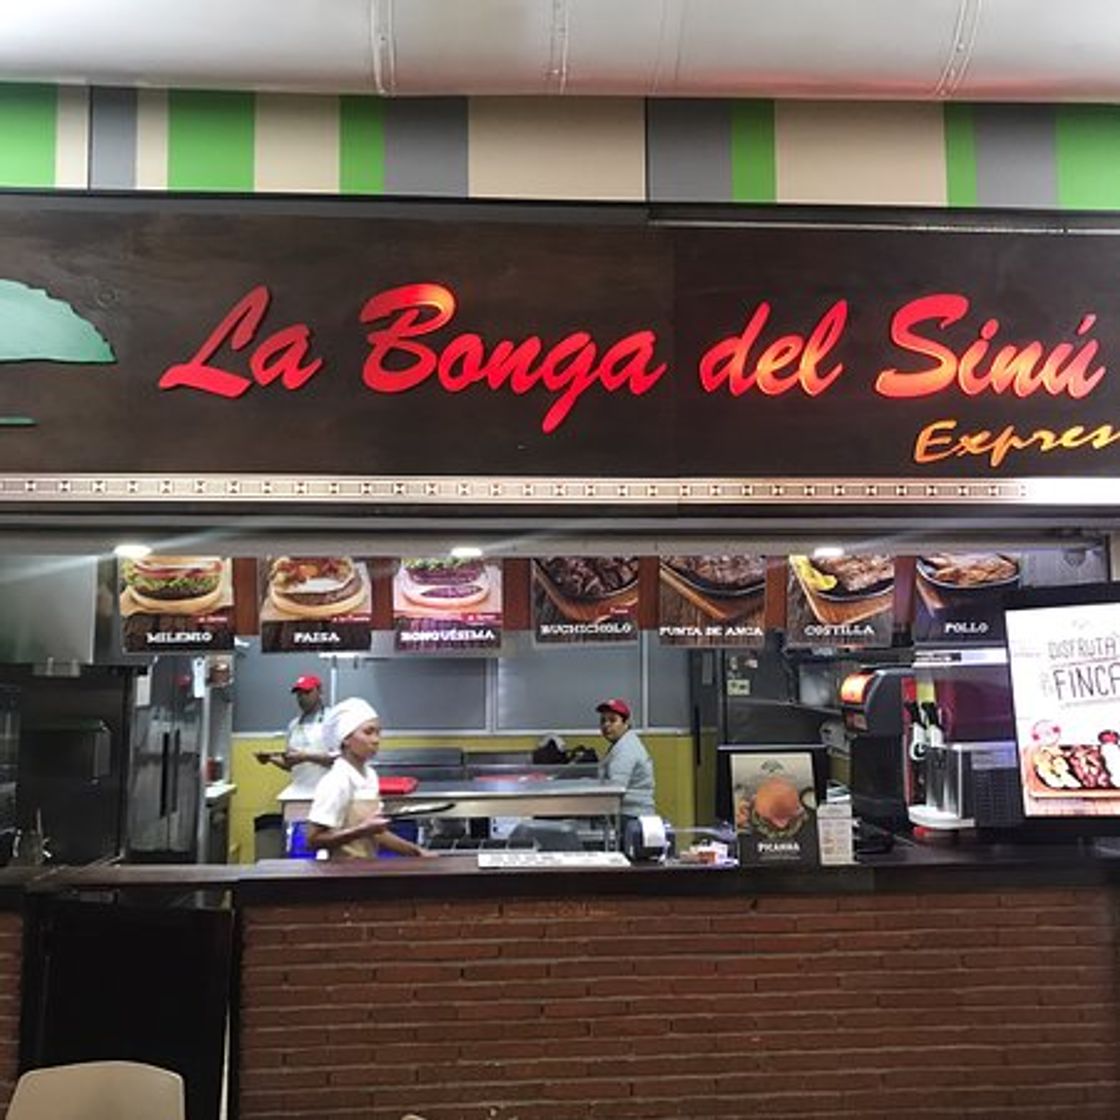 La Bonga del Sinú
Expres
MILENIO
PAISA
BONGUÉSIMA
BUCHICHOLO
PUNTA DE ANCA
COSTILLA
POLLO
DISFRUTA
FINCA
PICANHA